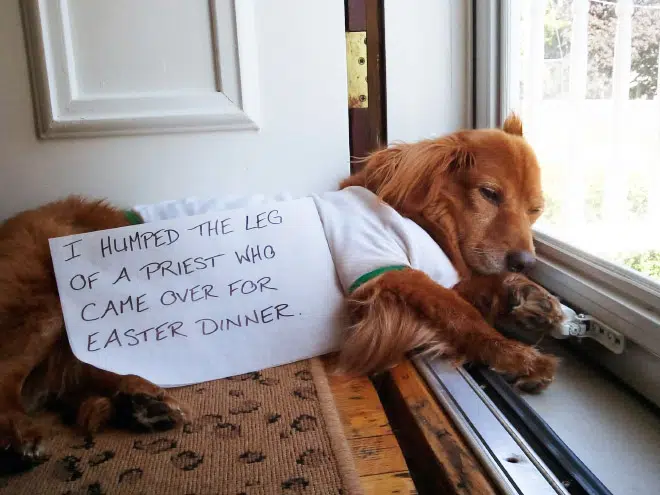 I HUMPED THE LEG
OF A PRIEST WHO
CAME OVER FOR
EASTER DINNER.